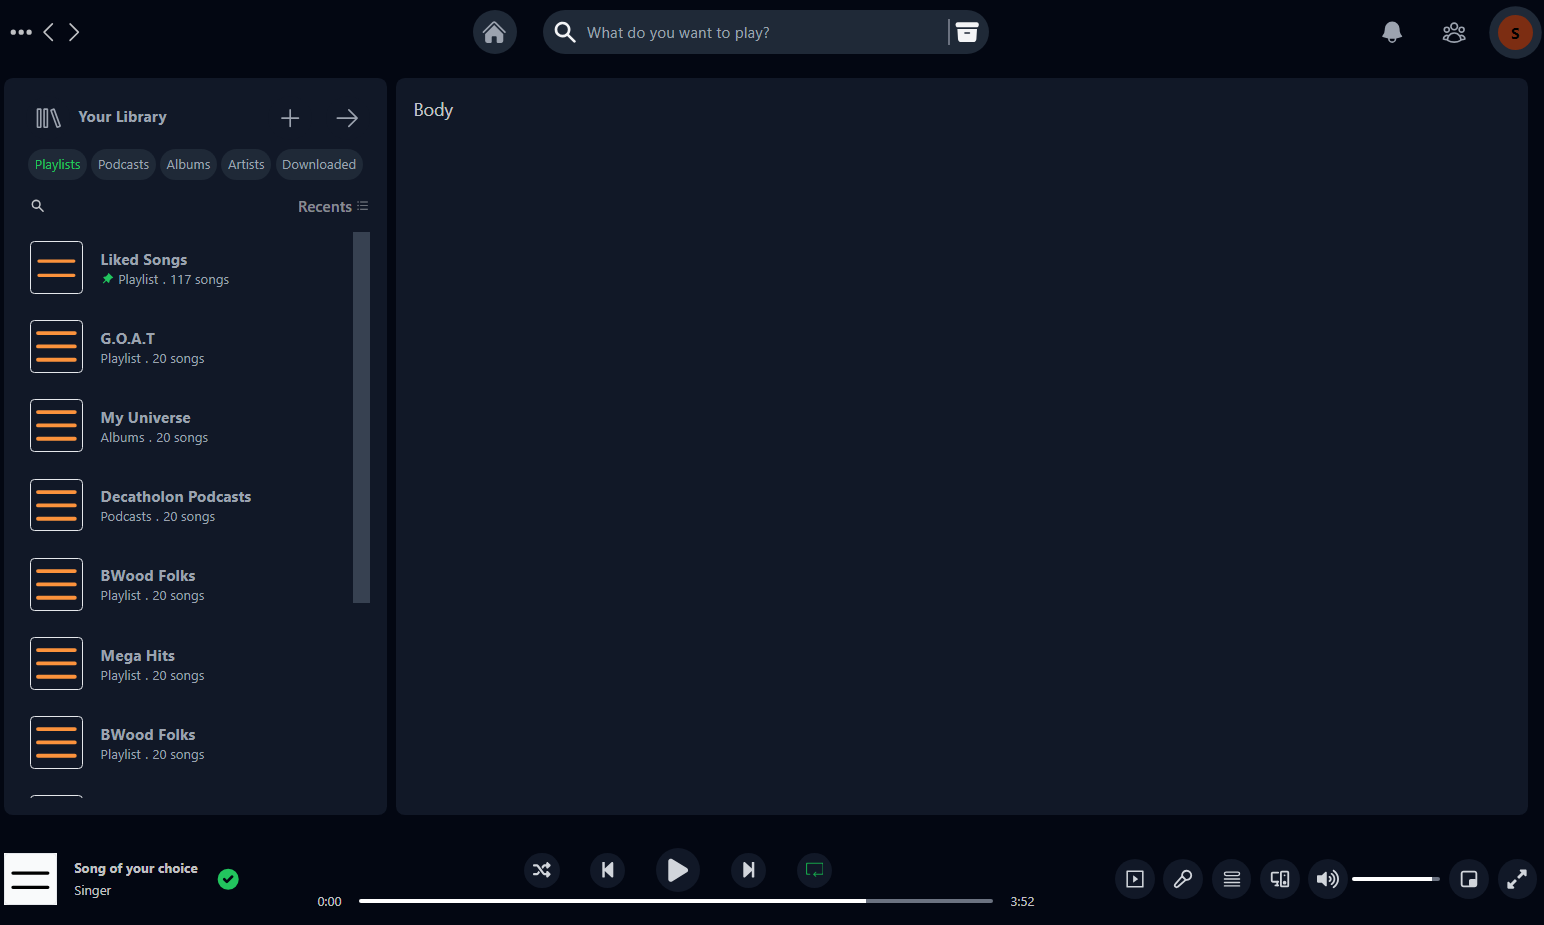 What do you want to play?
S
Your Library
Playlists Podcasts Albums Artists Downloaded
Recents
Liked Songs
Playlist . 117 songs
G.O.A.T
Playlist . 20 songs
My Universe
Albums . 20 songs
Decatholon Podcasts
Podcasts . 20 songs
BWood Folks
Playlist . 20 songs
Mega Hits
Playlist . 20 songs
BWood Folks
Playlist . 20 songs
Body
Song of your choice
Singer
0:00
3:52